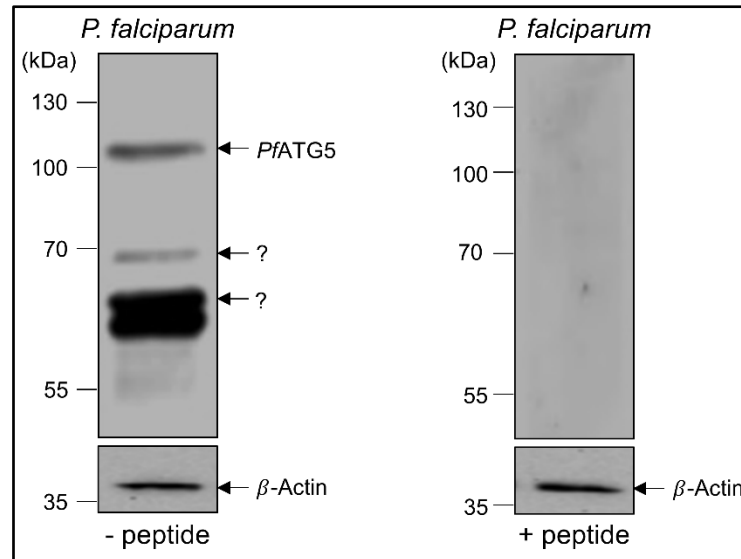 P. falciparum
(kDa)
130
100
70
55
35
PfATG5
?
?
β-Actin
- peptide
P. falciparum
(kDa)
130
100
70
55
35
β-Actin
+ peptide